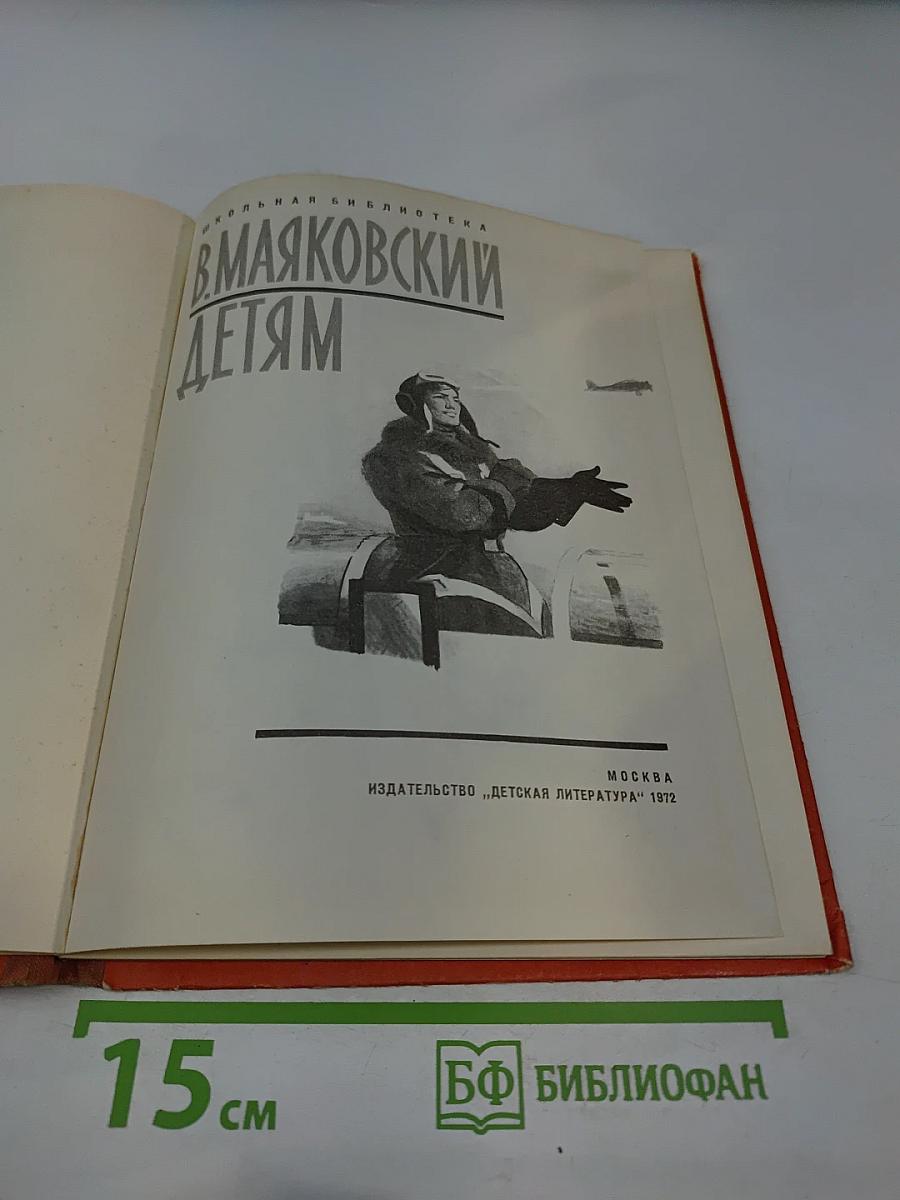 ШКОЛЬНАЯ БИБЛИОТЕКА
В.МАЯКОВСКИЙ
ДЕТЯМ
МОСКВА
ИЗДАТЕЛЬСТВО „ДЕТСКАЯ ЛИТЕРАТУРА“ 1972
15 СМ
БФ БИБЛИОФАН